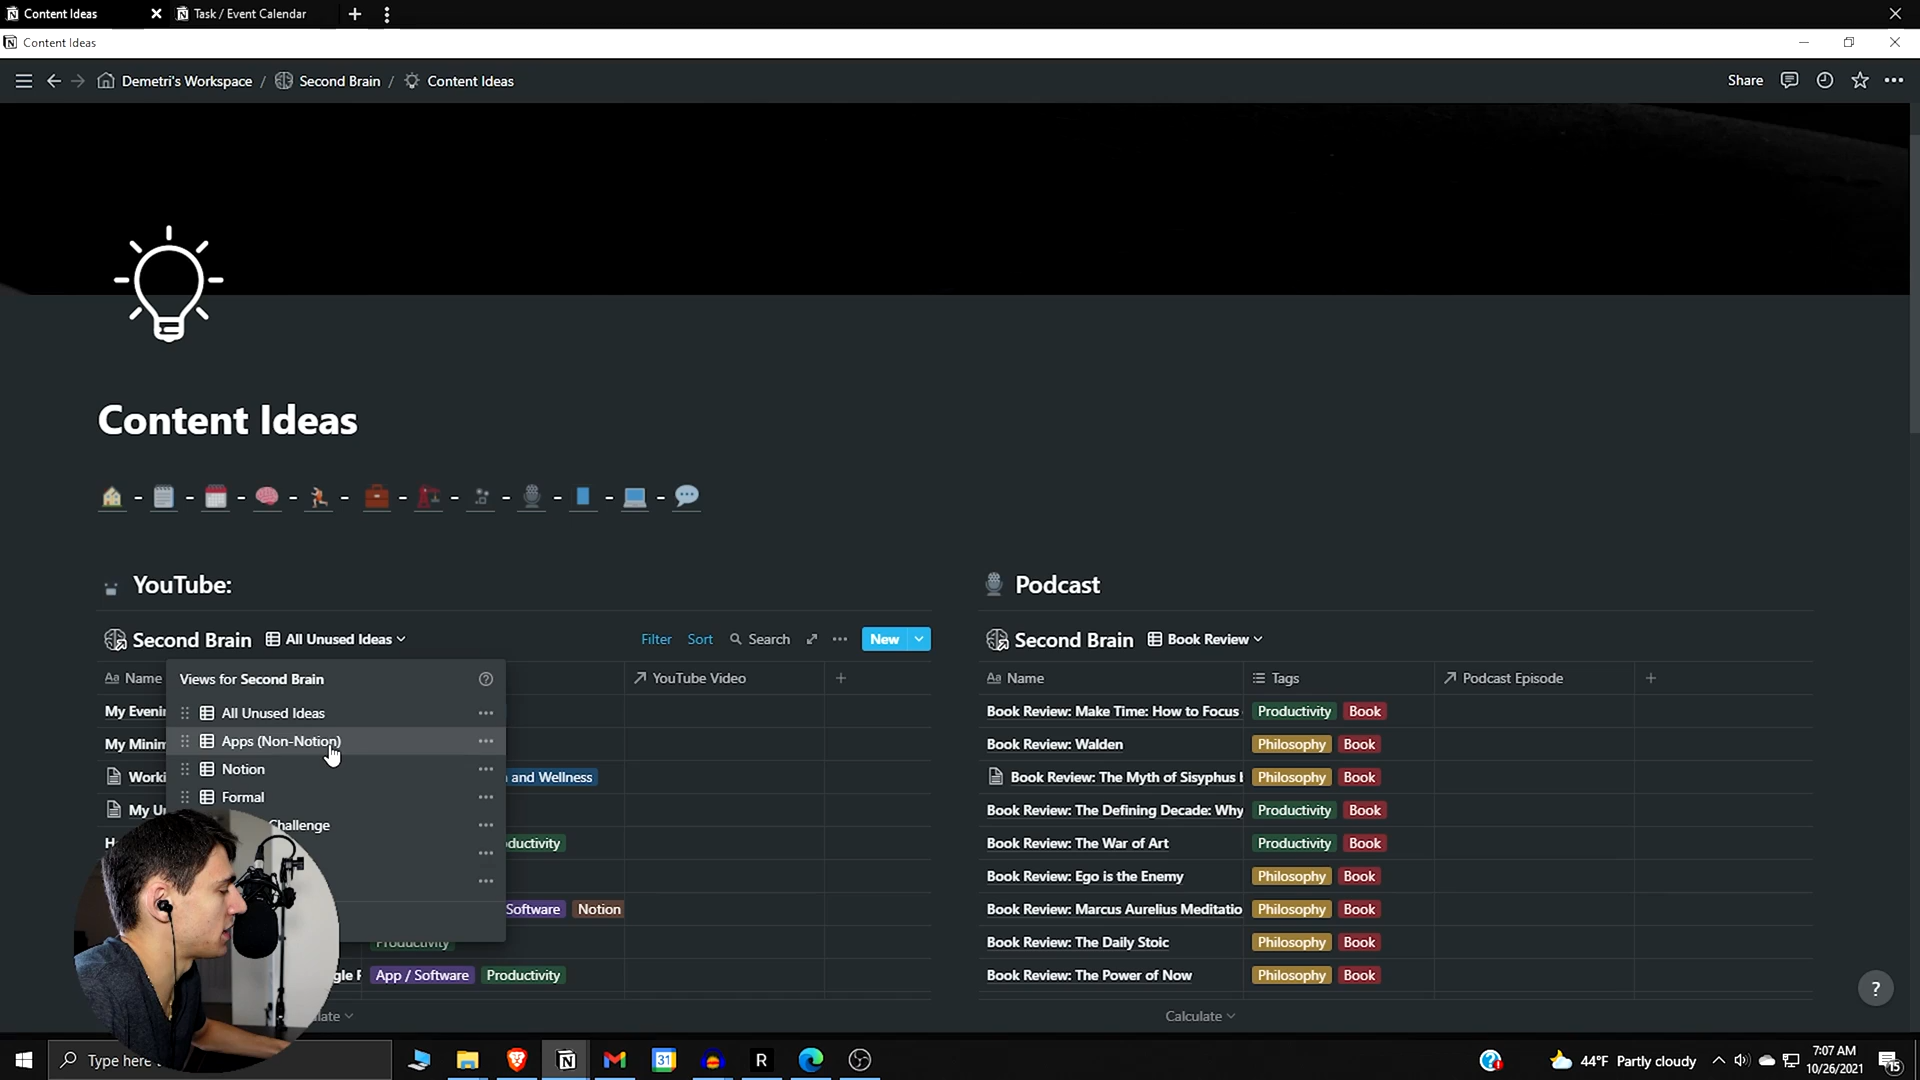 Content Ideas
Task / Event Calendar
Content Ideas
Demetri's Workspace / Second Brain / Content Ideas
Share
Content Ideas
YouTube:
Second Brain All Unused Ideas
Filter Sort Search New
Aa Name
YouTube Video
Views for Second Brain
All Unused Ideas
Apps (Non-Notion)
Notion
Formal
Challenge
My
My
and Wellness
My
Software Notion
Productivity
App / Software Productivity
Podcast
Second Brain Book Review
Aa Name Tags Podcast Episode
Book Review: Make Time: How to Focus Productivity Book
Book Review: Walden Philosophy Book
Book Review: The Myth of Sisyphus Philosophy Book
Book Review: The Defining Decade: Why Productivity Book
Book Review: The War of Art Productivity Book
Book Review: Ego is the Enemy Philosophy Book
Book Review: Marcus Aurelius Meditatio Philosophy Book
Book Review: The Daily Stoic Philosophy Book
Book Review: The Power of Now Philosophy Book
Calculate
?
Type here
31
R
44°F Partly cloudy
7:07 AM
10/26/2021
15